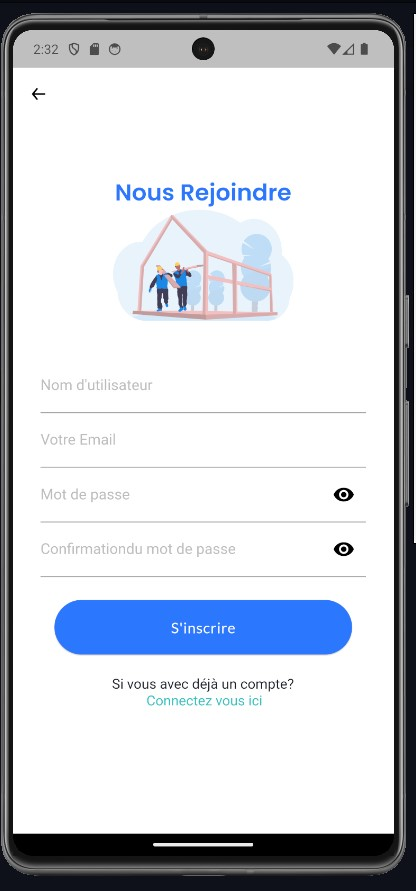 2:32
Nous Rejoindre
Nom d'utilisateur
Votre Email
Mot de passe
Confirmationdu mot de passe
S'inscrire
Si vous avec déjà un compte?
Connectez vous ici